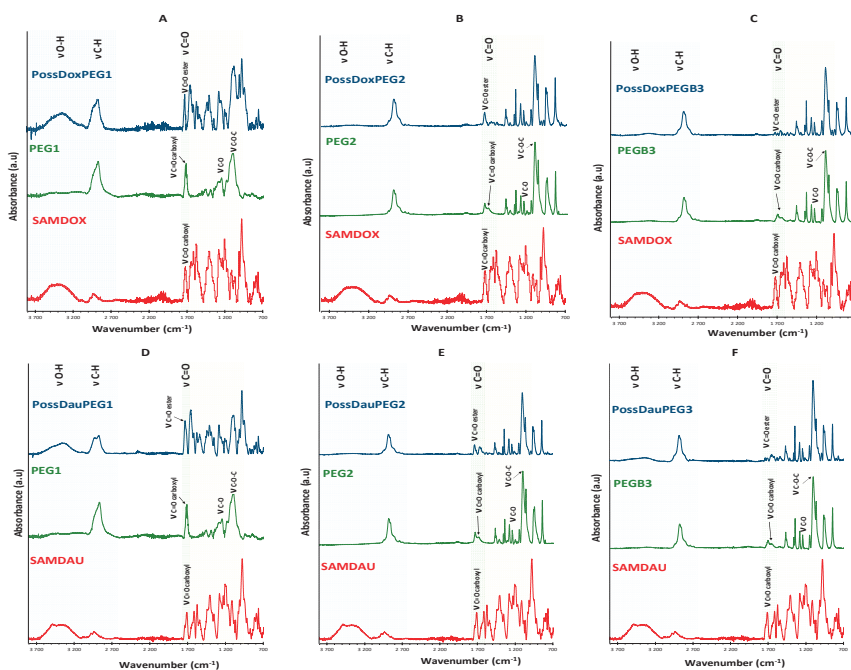 A
ν O-H
ν C-H
ν C=O
PossDoxPEG1
ν C=O ester
PEG1
ν C=O carboxyl
ν C-O
ν C-O-C
SAMDOX
ν C=O carboxyl
Absorbance (a.u)
3 700 3 200 2 700 2 200 1 700 1 200 700
Wavenumber (cm⁻¹)
B
ν O-H
ν C-H
ν C=O
PossDoxPEG2
ν C=O ester
PEG2
ν C=O carboxyl
ν C-O
ν C-O-C
SAMDOX
ν C=O carboxyl
Absorbance (a.u)
3 700 3 200 2 700 2 200 1 700 1 200 700
Wavenumber (cm⁻¹)
C
ν O-H
ν C-H
ν C=O
PossDoxPEGB3
ν C=O ester
PEGB3
ν C=O carboxyl
ν C-O-C
ν C-O
SAMDOX
ν C=O carboxyl
Absorbance (a.u)
3 700 3 200 2 700 2 200 1 700 1 200
Wavenumber (cm⁻¹)
D
ν O-H
ν C-H
ν C=O
PossDauPEG1
ν C=O ester
PEG1
ν C=O carboxyl
ν C-O
ν C-O-C
SAMDAU
ν C=O carboxyl
Absorbance (a.u)
3 700 3 200 2 700 2 200 1 700 1 200 700
Wavenumber (cm⁻¹)
E
ν O-H
ν C-H
ν C=O
PossDauPEG2
ν C=O ester
PEG2
ν C=O carboxyl
ν C-O-C
ν C-O
SAMDAU
ν C=O carboxyl
Absorbance (a.u)
3 700 3 200 2 700 2 200 1 700 1 200 700
Wavenumber (cm⁻¹)
F
ν O-H
ν C-H
ν C=O
PossDauPEG3
ν C=O ester
PEGB3
ν C=O carboxyl
ν C-O-C
ν C-O
SAMDAU
ν C=O carboxyl
Absorbance (a.u)
3 700 3 200 2 700 2 200 1 700 1 200 700
Wavenumber (cm⁻¹)